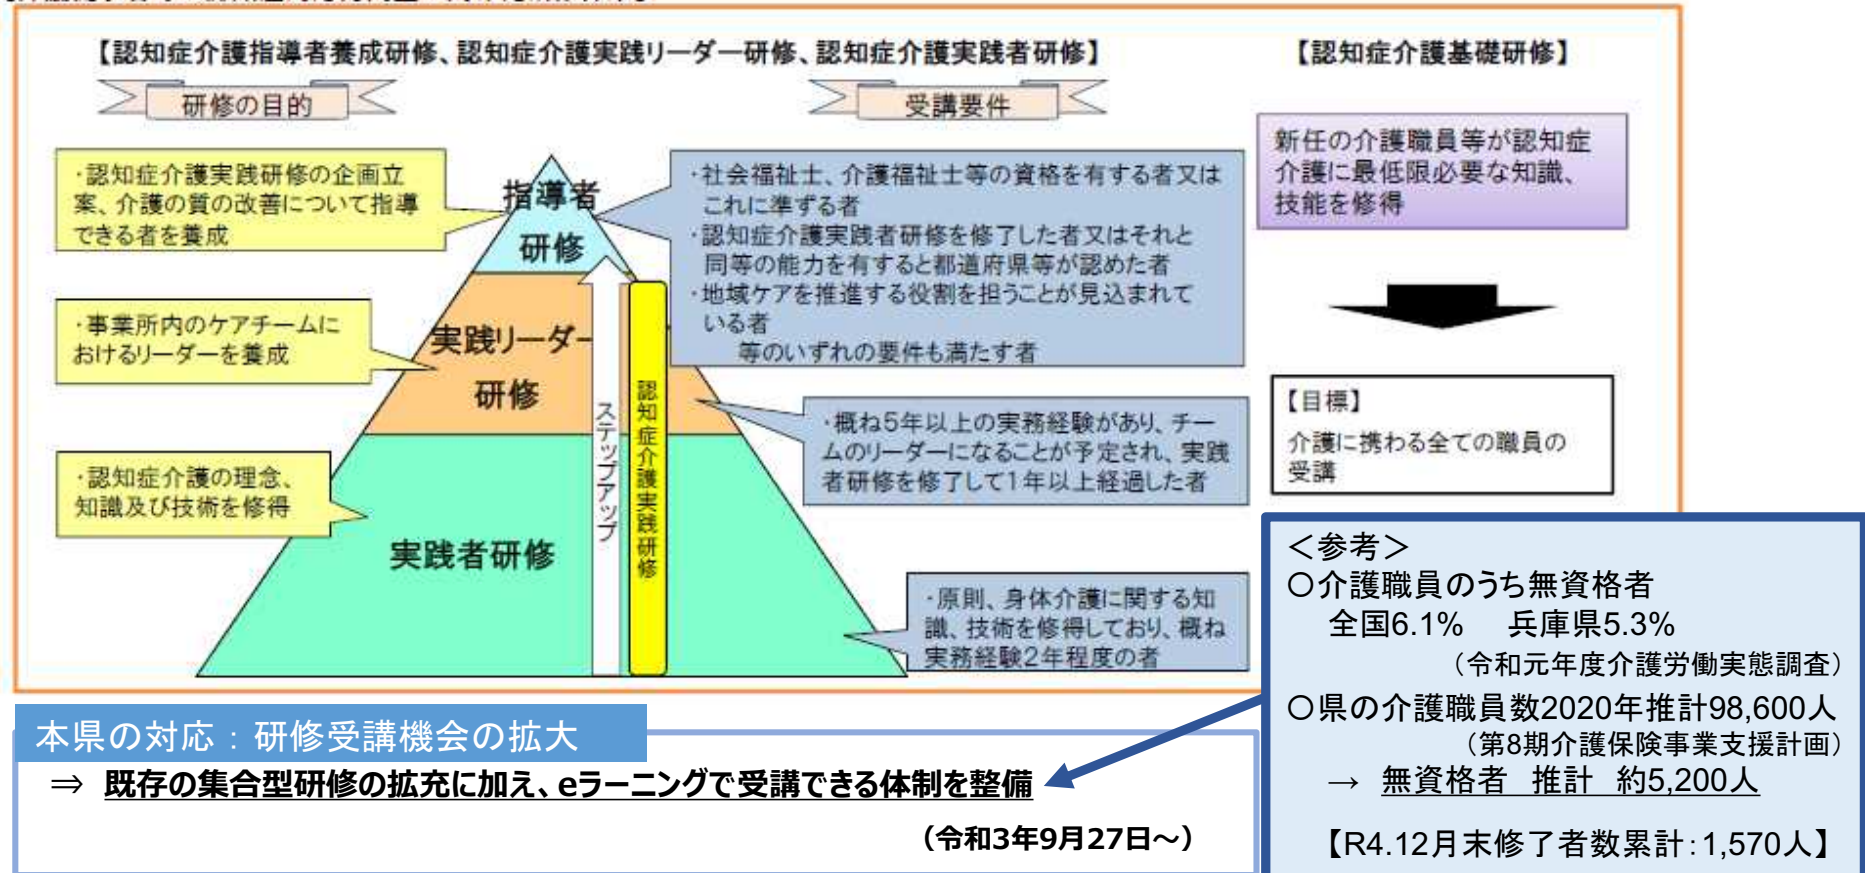 【認知症介護指導者養成研修、認知症介護実践リーダー研修、認知症介護実践者研修】
【認知症介護基礎研修】
研修の目的
受講要件
・認知症介護実践研修の企画立
案、介護の質の改善について指導
できる者を養成
・事業所内のケアチームに
おけるリーダーを養成
・認知症介護の理念、
知識及び技術を修得
指導者
研修
実践リーダー
研修
実践者研修
ステップアップ
認知症介護実践研修
・社会福祉士、介護福祉士等の資格を有する者又は
これに準ずる者
・認知症介護実践者研修を修了した者又はそれと
同等の能力を有すると都道府県等が認めた者
・地域ケアを推進する役割を担うことが見込まれて
いる者
等のいずれの要件も満たす者
・概ね5年以上の実務経験があり、チー
ムのリーダーになることが予定され、実践
者研修を修了して1年以上経過した者
・原則、身体介護に関する知
識、技術を修得しており、概ね
実務経験2年程度の者
新任の介護職員等が認知症
介護に最低限必要な知識、
技能を修得
【目標】
介護に携わる全ての職員の
受講
本県の対応：研修受講機会の拡大
⇒ 既存の集合型研修の拡充に加え、eラーニングで受講できる体制を整備
（令和3年9月27日～）
＜参考＞
〇介護職員のうち無資格者
全国6.1% 兵庫県5.3%
（令和元年度介護労働実態調査）
〇県の介護職員数2020年推計98,600人
（第8期介護保険事業支援計画）
→ 無資格者 推計 約5,200人
【R4.12月末修了者数累計：1,570人】